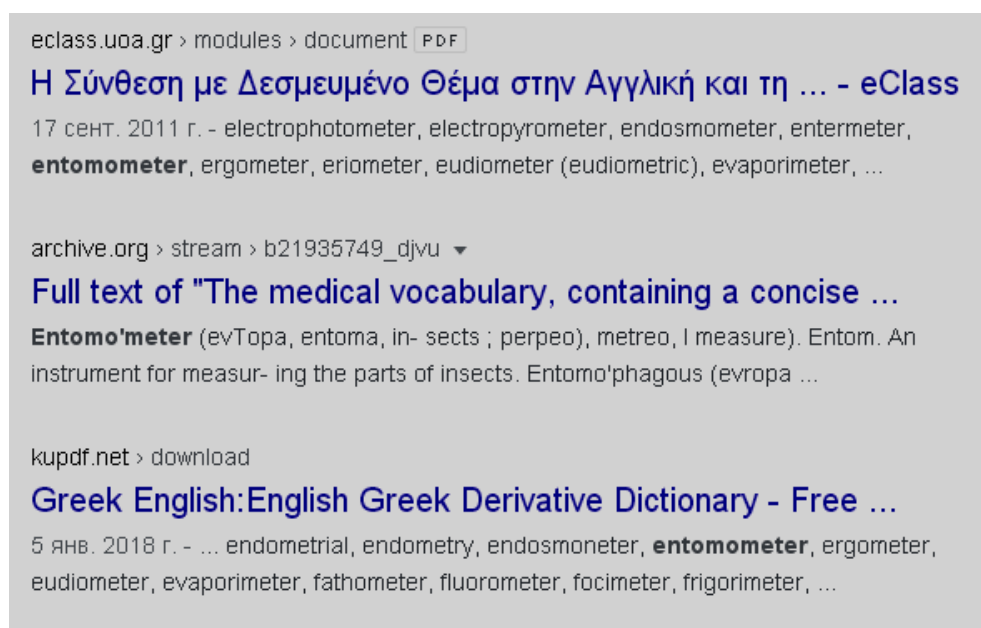 eclass.uoa.gr › modules › document PDF
Η Σύνθεση με Δεσμευμένο Θέμα στην Αγγλική και τη ... - eClass
17 сент. 2011 г. - electrophotometer, electropyrometer, endosmometer, entermeter,
entomometer, ergometer, eriometer, eudiometer (eudiometric), evaporimeter, ...
archive.org › stream › b21935749_djvu
Full text of "The medical vocabulary, containing a concise ...
Entomo'meter (evTopa, entoma, in- sects ; perpeo), metreo, I measure). Entom. An
instrument for measur- ing the parts of insects. Entomo'phagous (evropa ...
kupdf.net › download
Greek English:English Greek Derivative Dictionary - Free ...
5 янв. 2018 г. - ... endometrial, endometry, endosmoneter, entomometer, ergometer,
eudiometer, evaporimeter, fathometer, fluorometer, focimeter, frigorimeter, ...